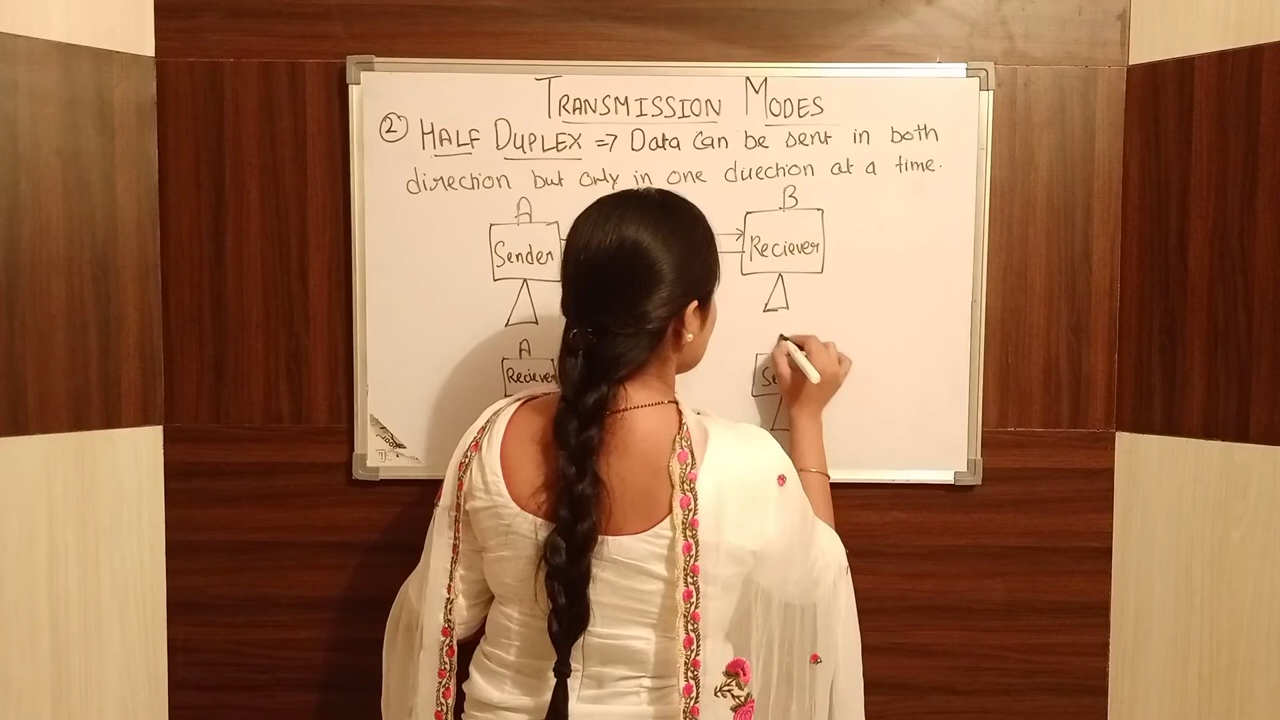 TRANSMISSION MODES
② HALF DUPLEX => Data Can be sent in both
direction but only in one direction at a time.
A B
Sender Reciever
A
Reciever